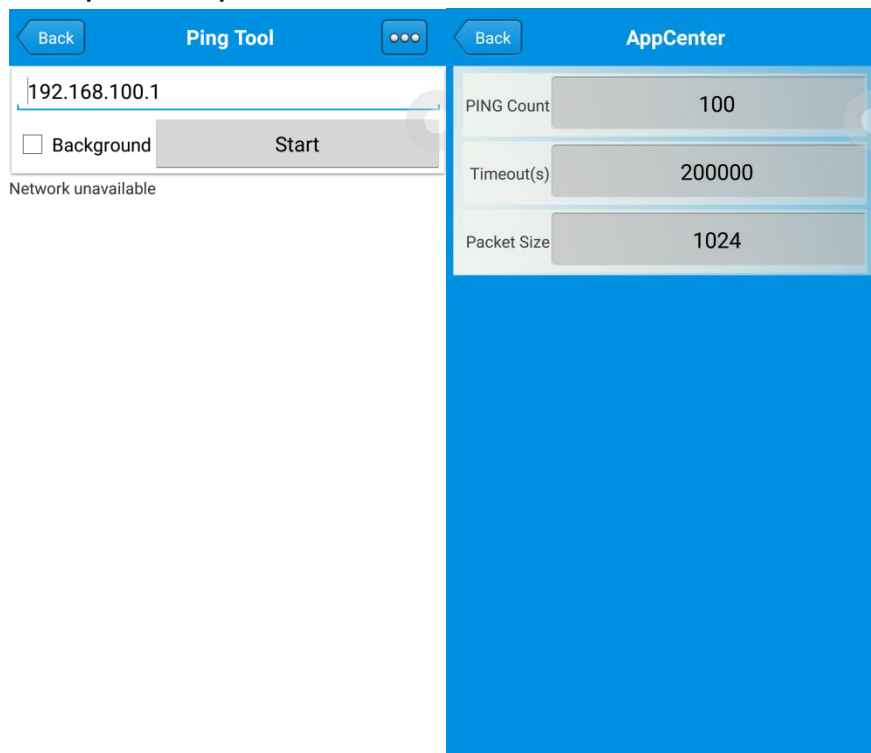 Back
Ping Tool
192.168.100.1
Background
Start
Network unavailable
Back
AppCenter
PING Count
100
Timeout(s)
200000
Packet Size
1024